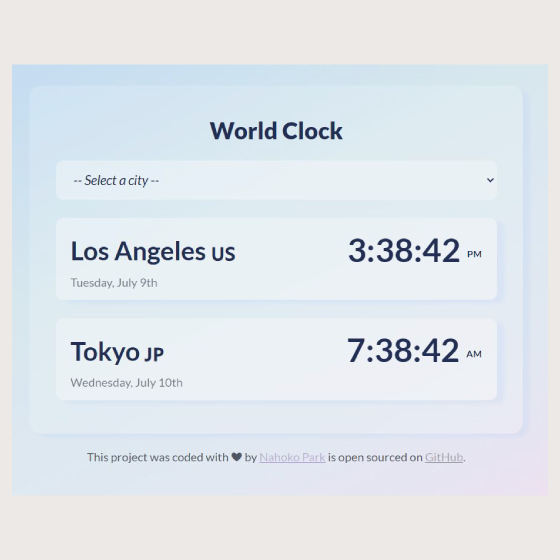 World Clock
-- Select a city --
Los Angeles US 3:38:42 PM
Tuesday, July 9th
Tokyo JP 7:38:42 AM
Wednesday, July 10th
This project was coded with ♥ by Nahoko Park is open sourced on GitHub.